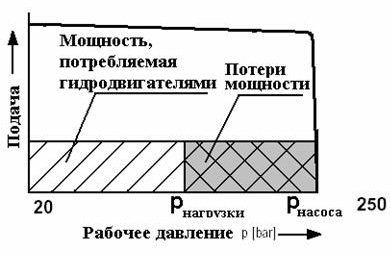 Мощность,
потребляемая
гидродвигателями
Потери
мощности
Подача
20
Pнагрузки
Pнасоса
250
Рабочее давление p [bar]